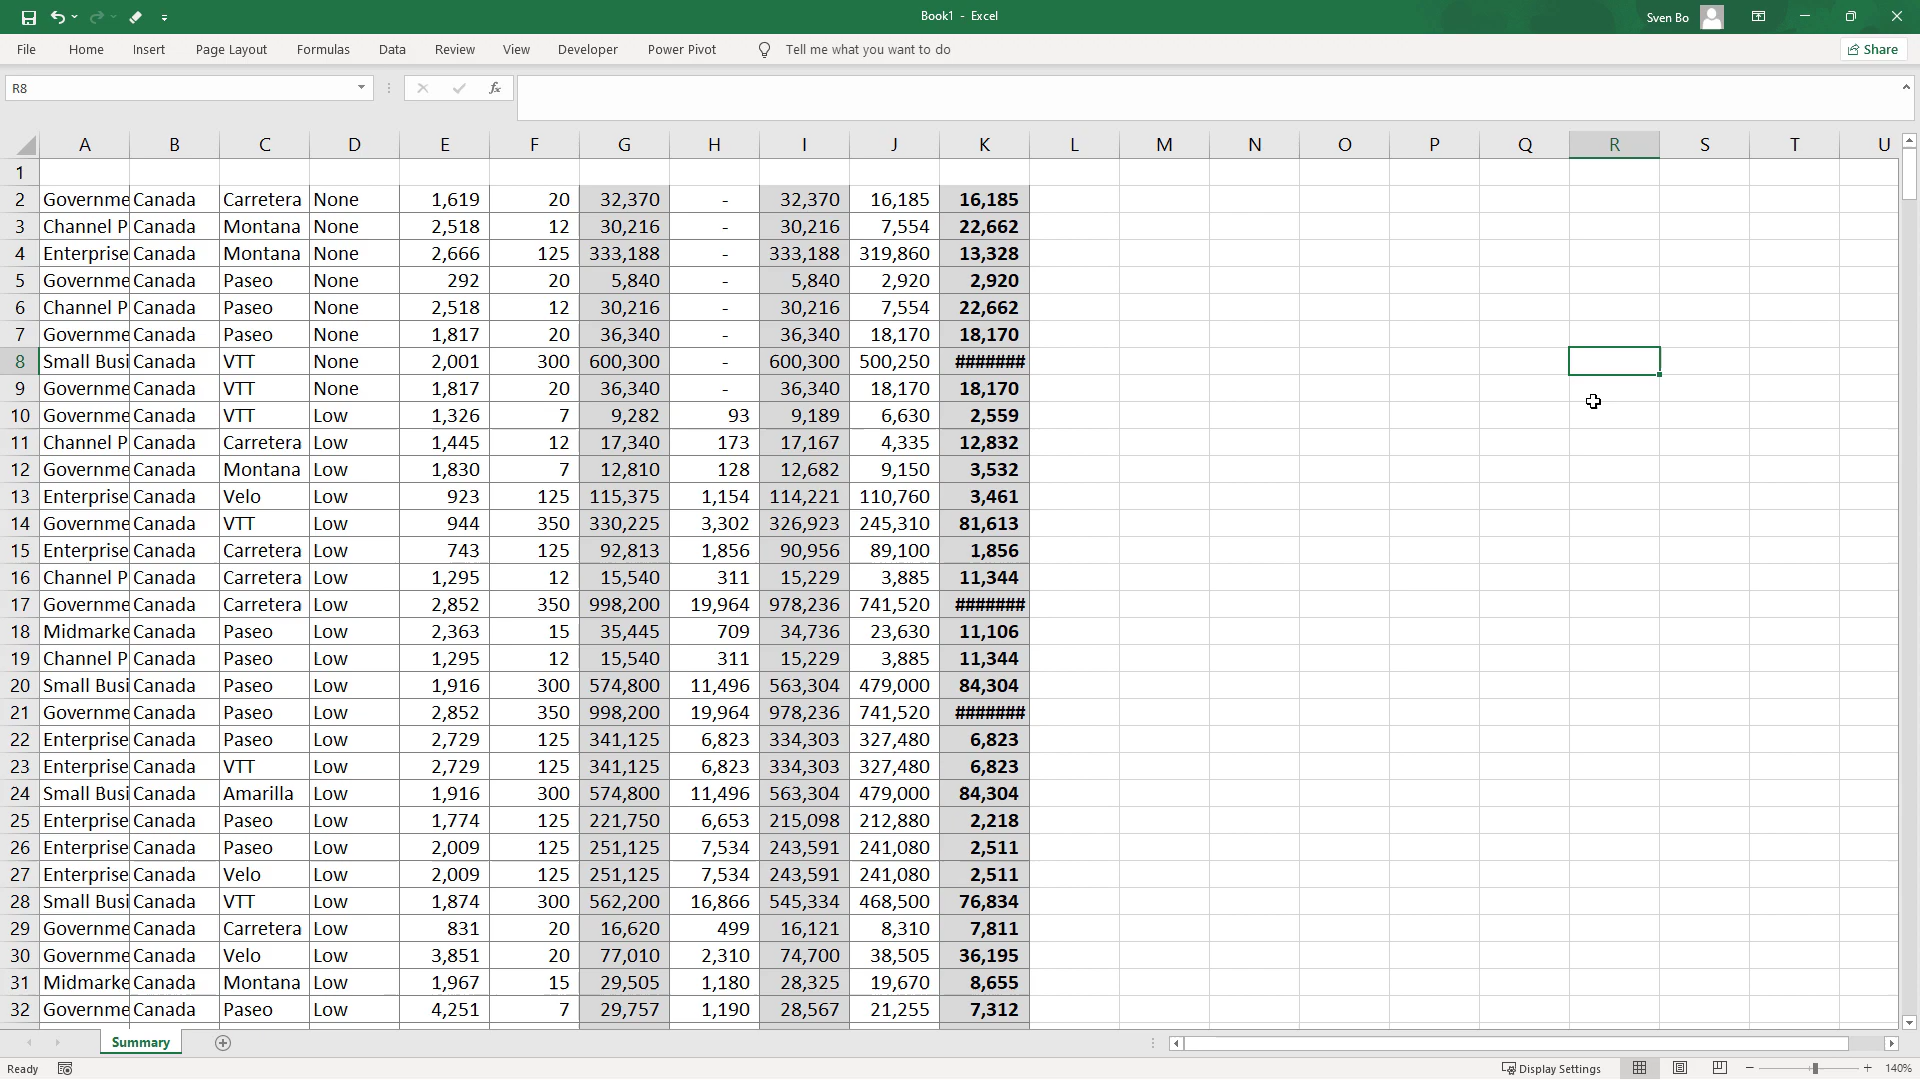 Book1 - Excel
Sven Bo
File Home Insert Page Layout Formulas Data Review View Developer Power Pivot Tell me what you want to do Share
R8 fx
A B C D E F G H I J K L M N O P Q R S T U
1
2 Governme Canada Carretera None 1,619 20 32,370 - 32,370 16,185 16,185
3 Channel P Canada Montana None 2,518 12 30,216 - 30,216 7,554 22,662
4 Enterprise Canada Montana None 2,666 125 333,188 - 333,188 319,860 13,328
5 Governme Canada Paseo None 292 20 5,840 - 5,840 2,920 2,920
6 Channel P Canada Paseo None 2,518 12 30,216 - 30,216 7,554 22,662
7 Governme Canada Paseo None 1,817 20 36,340 - 36,340 18,170 18,170
8 Small Busi Canada VTT None 2,001 300 600,300 - 600,300 500,250 #######
9 Governme Canada VTT None 1,817 20 36,340 - 36,340 18,170 18,170
10 Governme Canada VTT Low 1,326 7 9,282 93 9,189 6,630 2,559
11 Channel P Canada Carretera Low 1,445 12 17,340 173 17,167 4,335 12,832
12 Governme Canada Montana Low 1,830 7 12,810 128 12,682 9,150 3,532
13 Enterprise Canada Velo Low 923 125 115,375 1,154 114,221 110,760 3,461
14 Governme Canada VTT Low 944 350 330,225 3,302 326,923 245,310 81,613
15 Enterprise Canada Carretera Low 743 125 92,813 1,856 90,956 89,100 1,856
16 Channel P Canada Carretera Low 1,295 12 15,540 311 15,229 3,885 11,344
17 Governme Canada Carretera Low 2,852 350 998,200 19,964 978,236 741,520 #######
18 Midmarke Canada Paseo Low 2,363 15 35,445 709 34,736 23,630 11,106
19 Channel P Canada Paseo Low 1,295 12 15,540 311 15,229 3,885 11,344
20 Small Busi Canada Paseo Low 1,916 300 574,800 11,496 563,304 479,000 84,304
21 Governme Canada Paseo Low 2,852 350 998,200 19,964 978,236 741,520 #######
22 Enterprise Canada Paseo Low 2,729 125 341,125 6,823 334,303 327,480 6,823
23 Enterprise Canada VTT Low 2,729 125 341,125 6,823 334,303 327,480 6,823
24 Small Busi Canada Amarilla Low 1,916 300 574,800 11,496 563,304 479,000 84,304
25 Enterprise Canada Paseo Low 1,774 125 221,750 6,653 215,098 212,880 2,218
26 Enterprise Canada Paseo Low 2,009 125 251,125 7,534 243,591 241,080 2,511
27 Enterprise Canada Velo Low 2,009 125 251,125 7,534 243,591 241,080 2,511
28 Small Busi Canada VTT Low 1,874 300 562,200 16,866 545,334 468,500 76,834
29 Governme Canada Carretera Low 831 20 16,620 499 16,121 8,310 7,811
30 Governme Canada Velo Low 3,851 20 77,010 2,310 74,700 38,505 36,195
31 Midmarke Canada Montana Low 1,967 15 29,505 1,180 28,325 19,670 8,655
32 Governme Canada Paseo Low 4,251 7 29,757 1,190 28,567 21,255 7,312
Summary
Ready Display Settings 140%